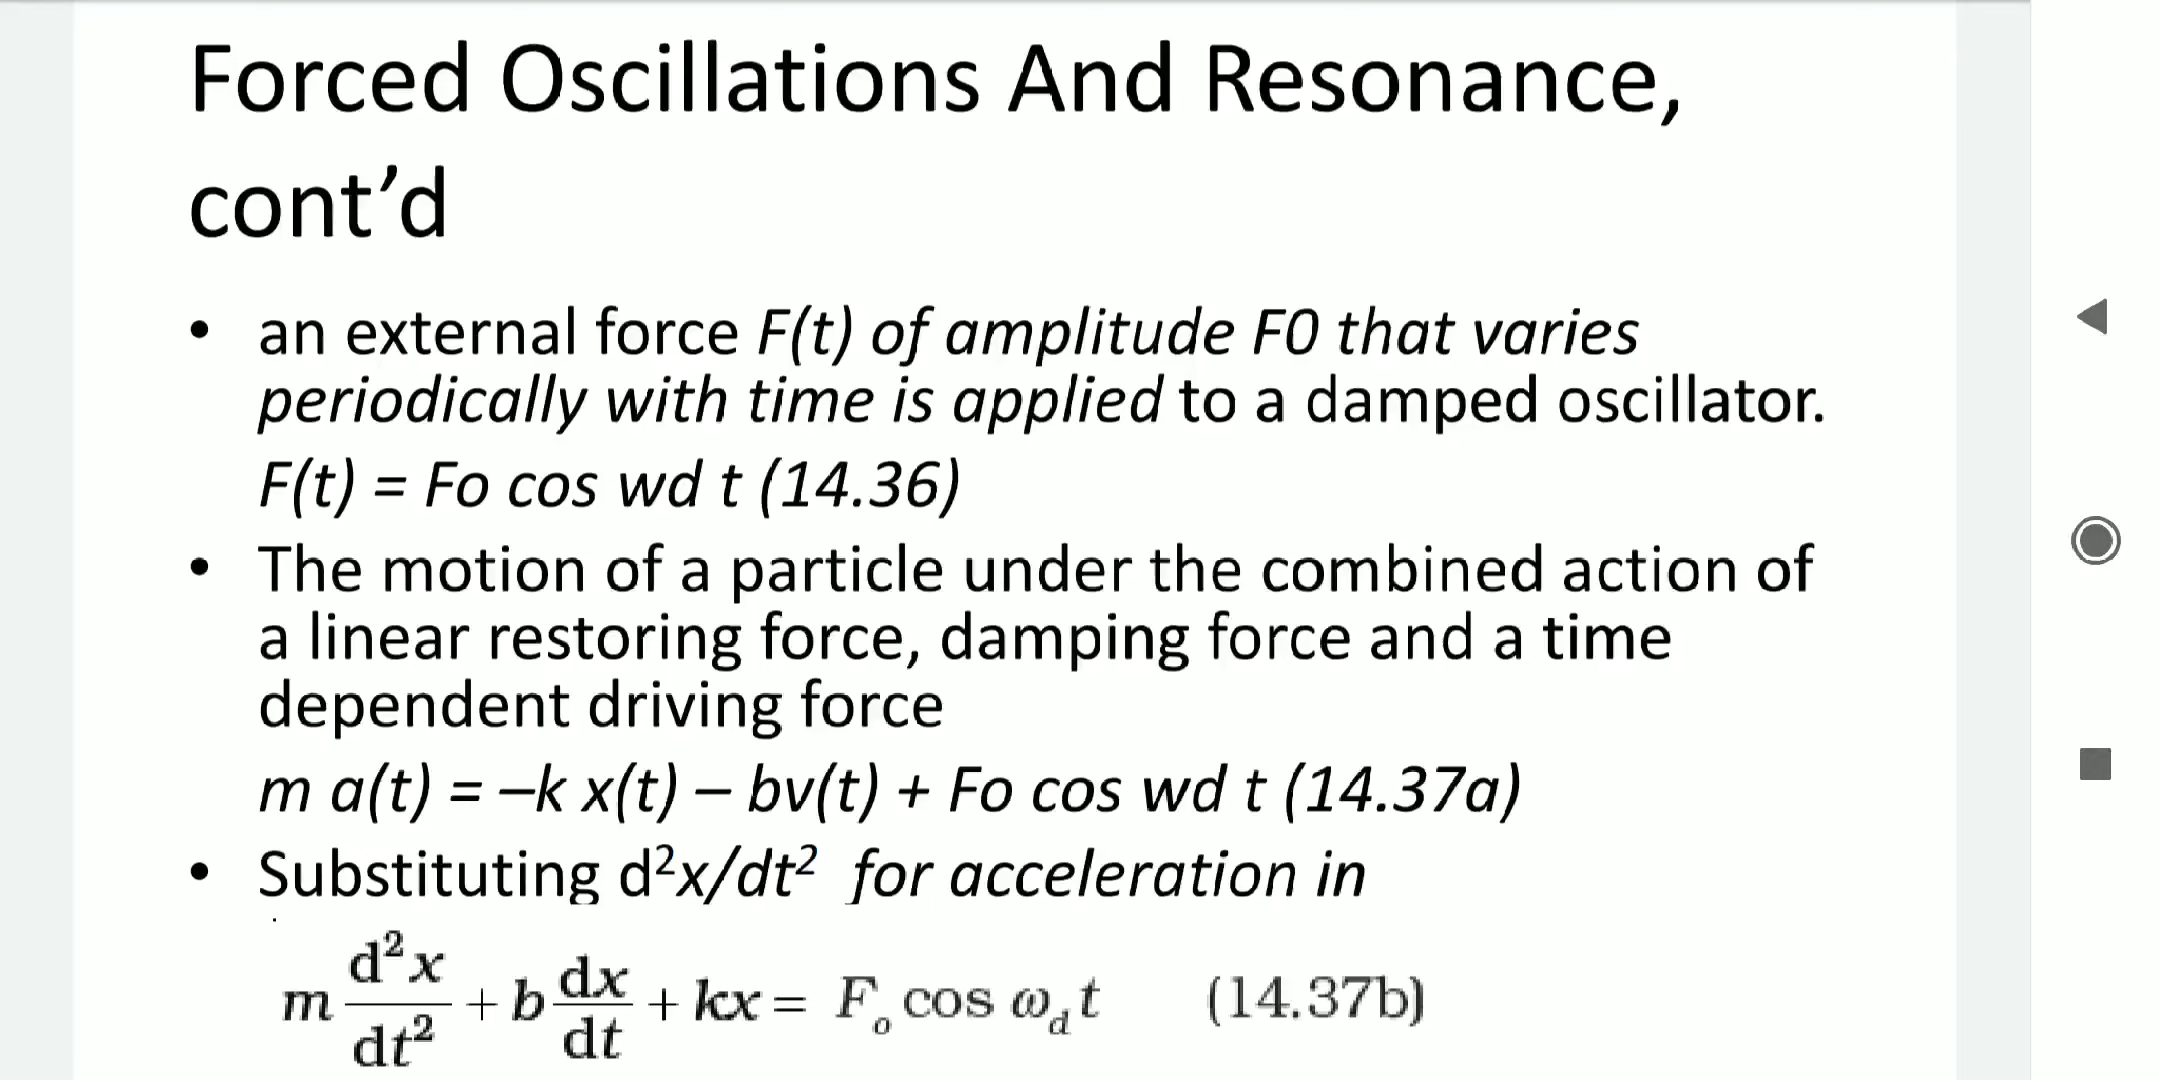 Forced Oscillations And Resonance,
cont’d
• an external force F(t) of amplitude F0 that varies
periodically with time is applied to a damped oscillator.
F(t) = Fo cos wd t (14.36)
• The motion of a particle under the combined action of
a linear restoring force, damping force and a time
dependent driving force
m a(t) = –k x(t) – bv(t) + Fo cos wd t (14.37a)
• Substituting d²x/dt² for acceleration in
m d²x/dt² + b dx/dt + kx = Fₒ cos ω_d t (14.37b)